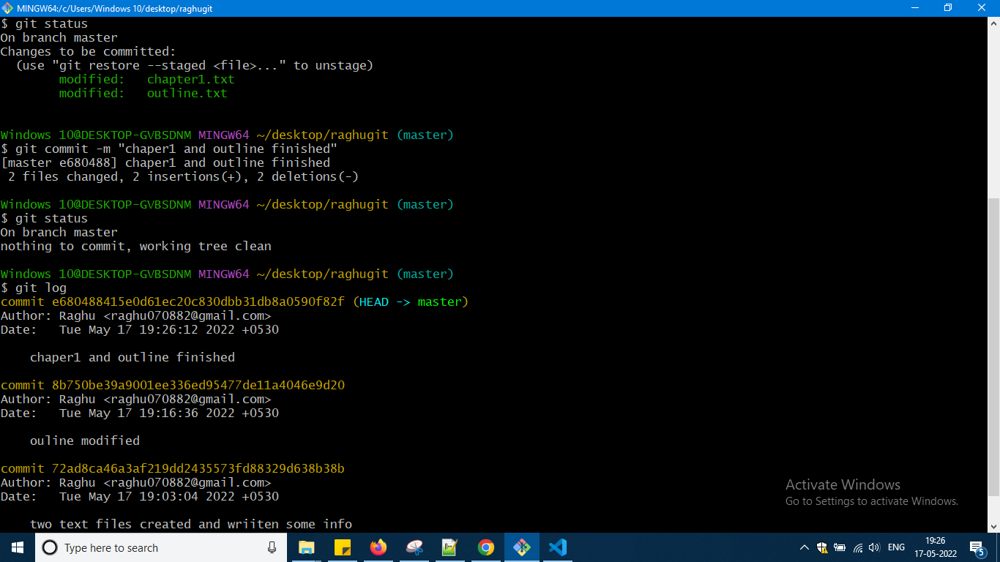 MINGW64:/c/Users/Windows 10/desktop/raghugit
$ git status
On branch master
Changes to be committed:
  (use "git restore --staged <file>..." to unstage)
        modified:   chapter1.txt
        modified:   outline.txt
Windows 10@DESKTOP-GVBSDNM MINGW64 ~/desktop/raghugit (master)
$ git commit -m "chaper1 and outline finished"
[master e680488] chaper1 and outline finished
 2 files changed, 2 insertions(+), 2 deletions(-)
Windows 10@DESKTOP-GVBSDNM MINGW64 ~/desktop/raghugit (master)
$ git status
On branch master
nothing to commit, working tree clean
Windows 10@DESKTOP-GVBSDNM MINGW64 ~/desktop/raghugit (master)
$ git log
commit e680488415e0d61ec20c830dbb31db8a0590f82f (HEAD -> master)
Author: Raghu <raghu070882@gmail.com>
Date:   Tue May 17 19:26:12 2022 +0530
    chaper1 and outline finished
commit 8b750be39a9001ee336ed95477de11a4046e9d20
Author: Raghu <raghu070882@gmail.com>
Date:   Tue May 17 19:16:36 2022 +0530
    ouline modified
commit 72ad8ca46a3af219dd2435573fd88329d638b38b
Author: Raghu <raghu070882@gmail.com>
Date:   Tue May 17 19:03:04 2022 +0530
    two text files created and wriiten some info
Activate Windows
Go to Settings to activate Windows.
Type here to search
ENG
19:26
17-05-2022
5